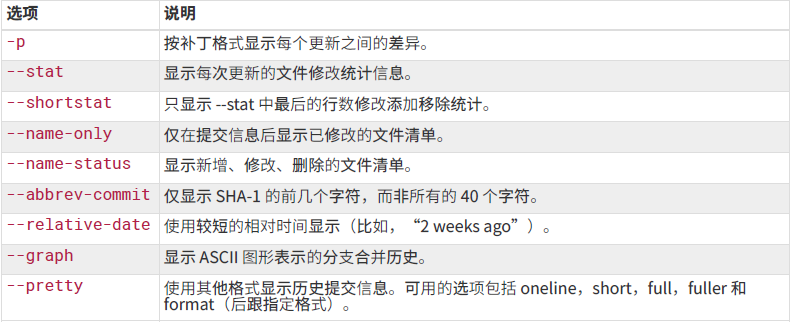 选项 说明
-p 按补丁格式显示每个更新之间的差异。
--stat 显示每次更新的文件修改统计信息。
--shortstat 只显示 --stat 中最后的行数修改添加移除统计。
--name-only 仅在提交信息后显示已修改的文件清单。
--name-status 显示新增、修改、删除的文件清单。
--abbrev-commit 仅显示 SHA-1 的前几个字符，而非所有的 40 个字符。
--relative-date 使用较短的相对时间显示（比如，“2 weeks ago”）。
--graph 显示 ASCII 图形表示的分支合并历史。
--pretty 使用其他格式显示历史提交信息。可用的选项包括 oneline，short，full，fuller 和
format（后跟指定格式）。